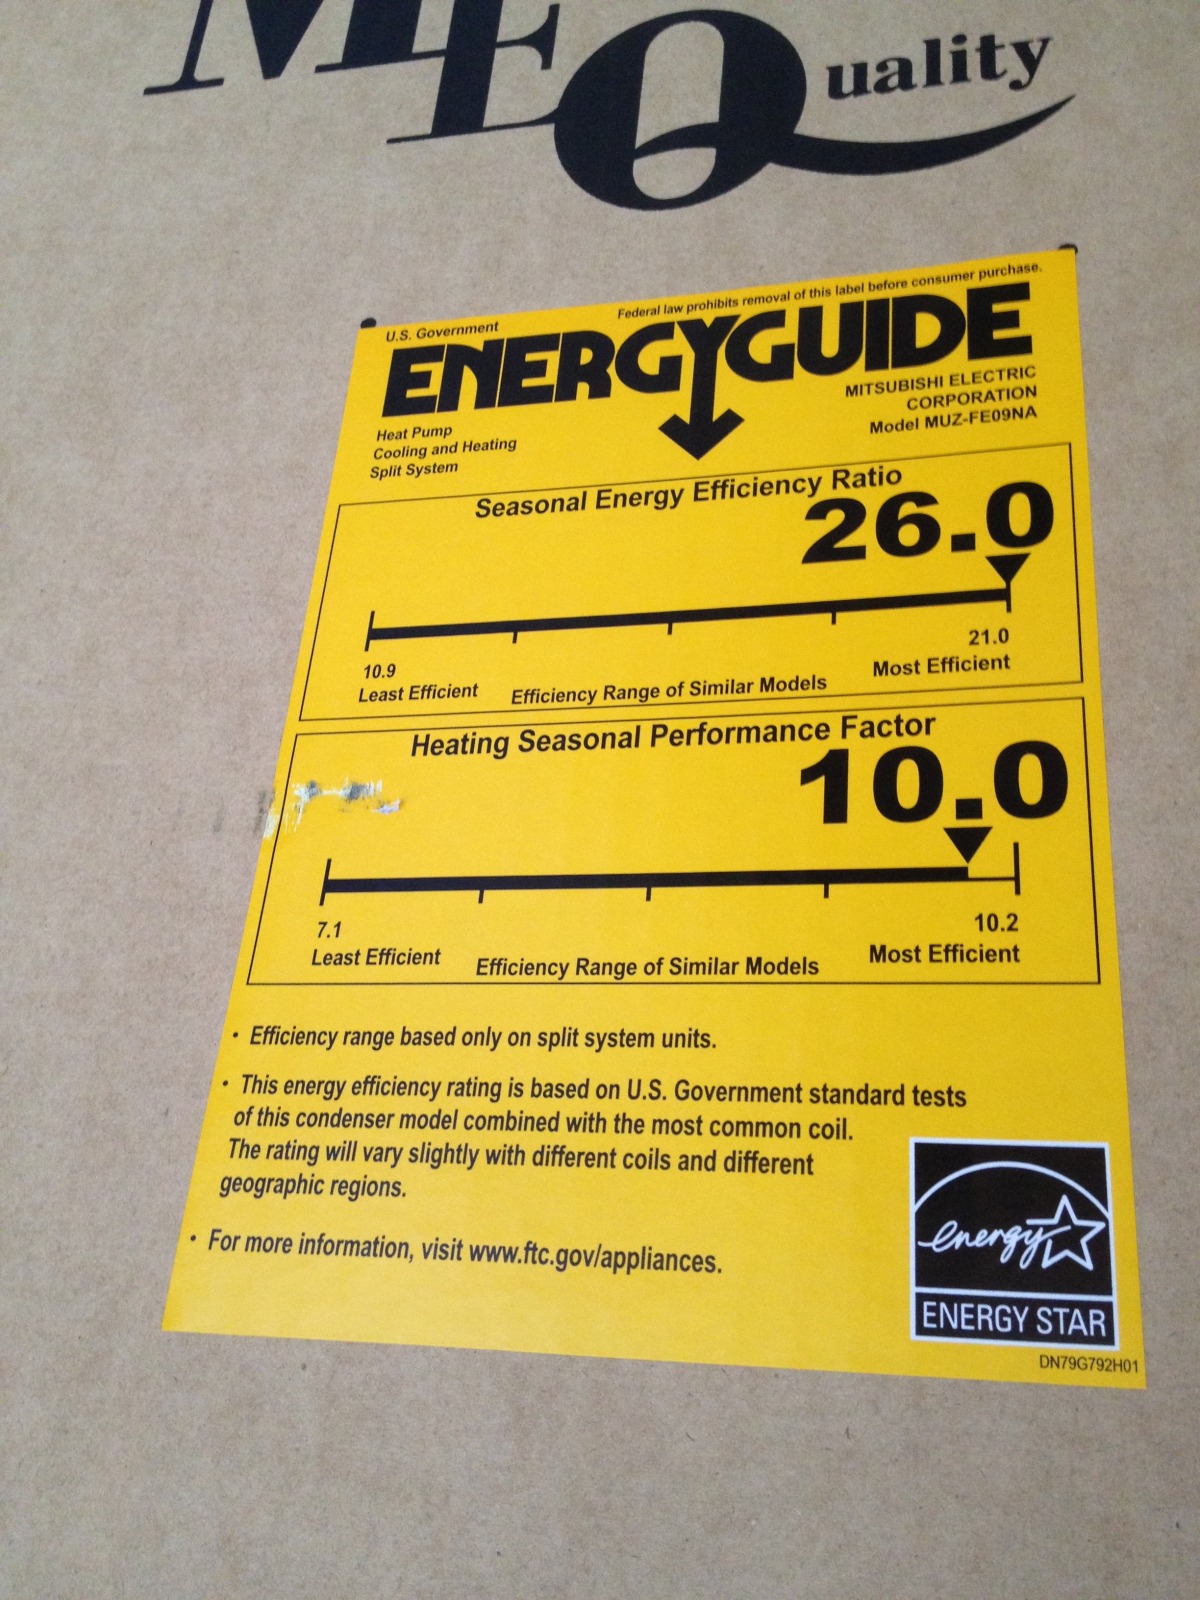 MEQuality
Federal law prohibits removal of this label before consumer purchase.
U.S. Government
ENERGYGUIDE
Heat Pump
Cooling and Heating
Split System
MITSUBISHI ELECTRIC
CORPORATION
Model MUZ-FE09NA
Seasonal Energy Efficiency Ratio
26.0
10.9
Least Efficient
Efficiency Range of Similar Models
21.0
Most Efficient
Heating Seasonal Performance Factor
10.0
7.1
Least Efficient
Efficiency Range of Similar Models
10.2
Most Efficient
• Efficiency range based only on split system units.
• This energy efficiency rating is based on U.S. Government standard tests
of this condenser model combined with the most common coil.
The rating will vary slightly with different coils and different
geographic regions.
• For more information, visit www.ftc.gov/appliances.
energy
ENERGY STAR
DN79G792H01